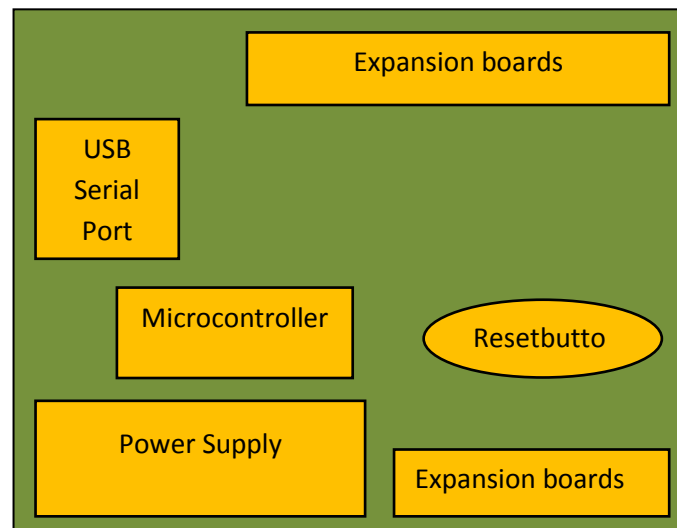 Expansion boards
USB
Serial
Port
Microcontroller
Resetbutto
Power Supply
Expansion boards